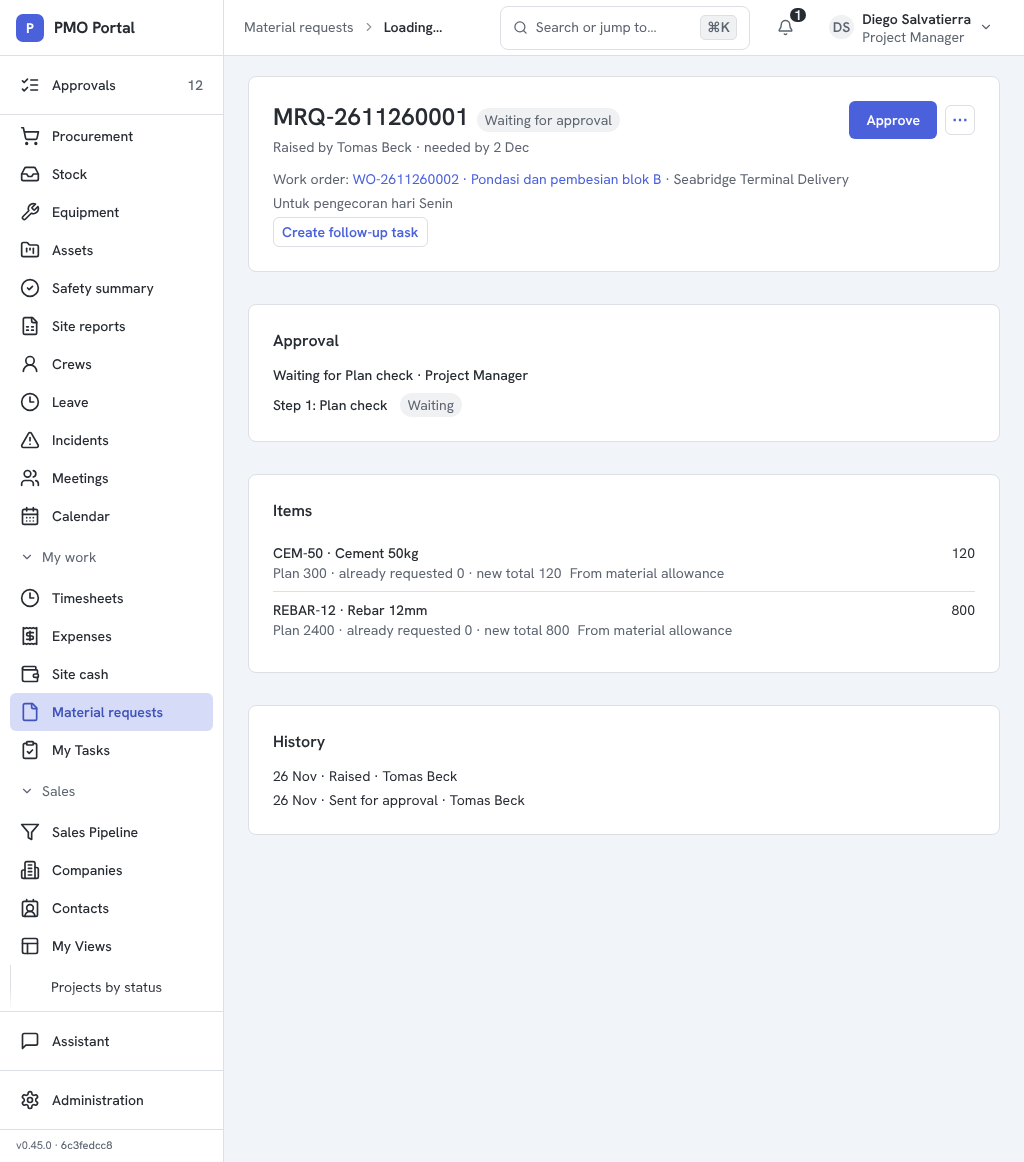 P PMO Portal
Material requests > Loading...
Search or jump to... ⌘K
1
DS
Diego Salvatierra
Project Manager
Approvals 12
Procurement
Stock
Equipment
Assets
Safety summary
Site reports
Crews
Leave
Incidents
Meetings
Calendar
My work
Timesheets
Expenses
Site cash
Material requests
My Tasks
Sales
Sales Pipeline
Companies
Contacts
My Views
Projects by status
Assistant
Administration
v0.45.0 · 6c3fedcc8
MRQ-2611260001 Waiting for approval
Approve
Raised by Tomas Beck · needed by 2 Dec
Work order: WO-2611260002 · Pondasi dan pembesian blok B · Seabridge Terminal Delivery
Untuk pengecoran hari Senin
Create follow-up task
Approval
Waiting for Plan check · Project Manager
Step 1: Plan check Waiting
Items
CEM-50 · Cement 50kg 120
Plan 300 · already requested 0 · new total 120 From material allowance
REBAR-12 · Rebar 12mm 800
Plan 2400 · already requested 0 · new total 800 From material allowance
History
26 Nov · Raised · Tomas Beck
26 Nov · Sent for approval · Tomas Beck